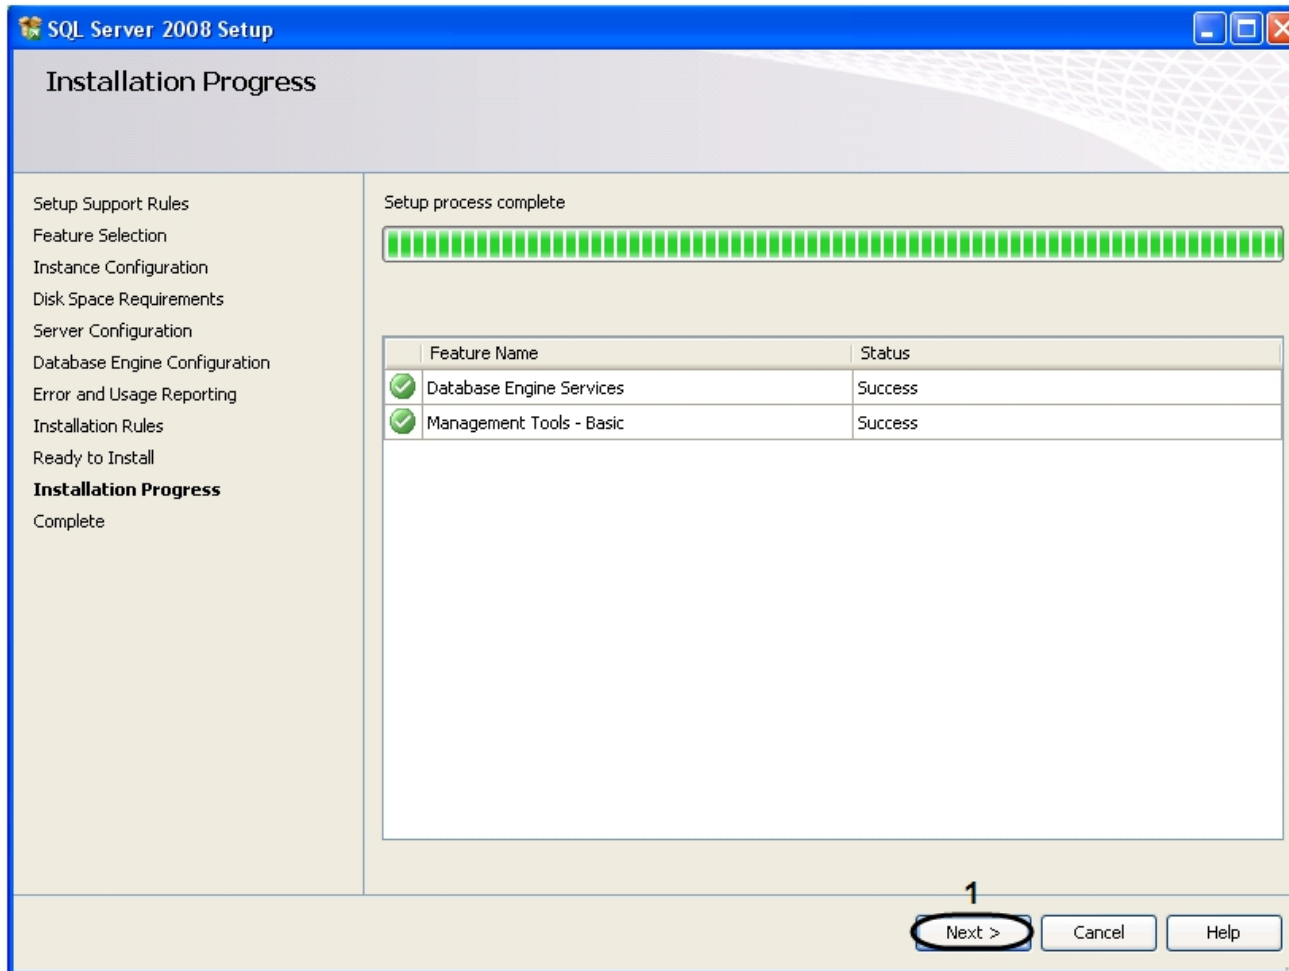 SQL Server 2008 Setup
Installation Progress
Setup Support Rules
Feature Selection
Instance Configuration
Disk Space Requirements
Server Configuration
Database Engine Configuration
Error and Usage Reporting
Installation Rules
Ready to Install
Installation Progress
Complete
Setup process complete
Feature Name Status
Database Engine Services Success
Management Tools - Basic Success
1
Next > Cancel Help